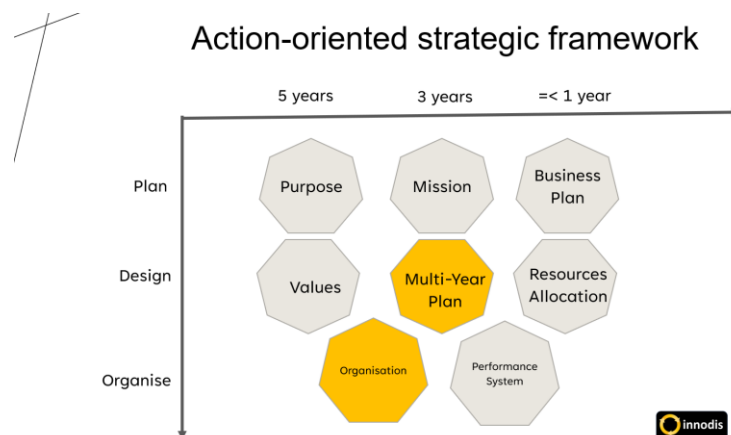 Action-oriented strategic framework
5 years
3 years
=< 1 year
Plan
Purpose
Mission
Business
Plan
Design
Values
Multi-Year
Plan
Resources
Allocation
Organise
Organisation
Performance
System
innodis